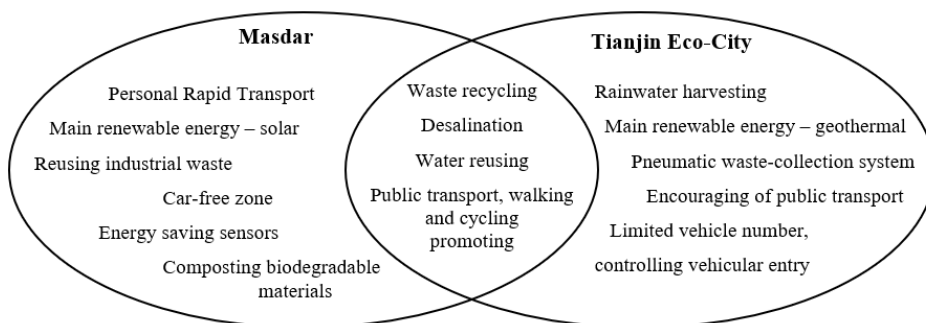 Masdar
Personal Rapid Transport
Main renewable energy – solar
Reusing industrial waste
Car-free zone
Energy saving sensors
Composting biodegradable
materials
Waste recycling
Desalination
Water reusing
Public transport, walking
and cycling
promoting
Tianjin Eco-City
Rainwater harvesting
Main renewable energy – geothermal
Pneumatic waste-collection system
Encouraging of public transport
Limited vehicle number,
controlling vehicular entry